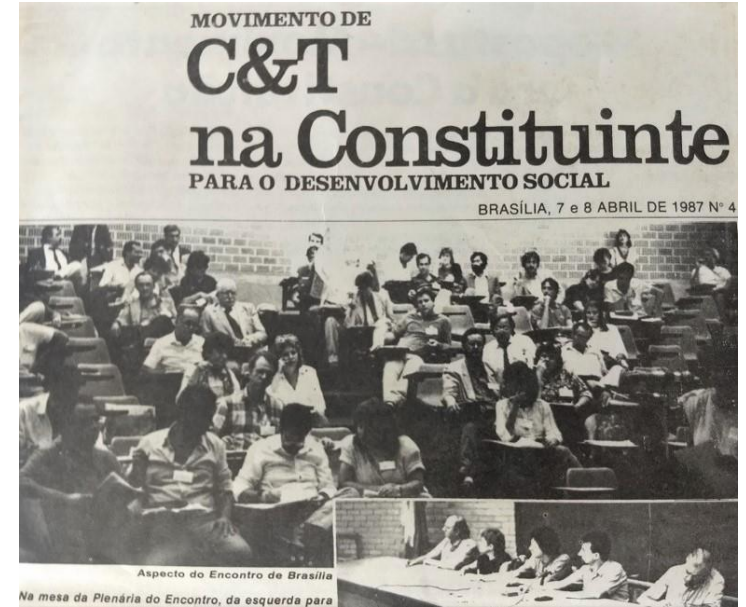 MOVIMENTO DE
C&T
na Constituinte
PARA O DESENVOLVIMENTO SOCIAL
BRASÍLIA, 7 e 8 ABRIL DE 1987 Nº 4
Aspecto do Encontro de Brasília
Na mesa da Plenária do Encontro, da esquerda para